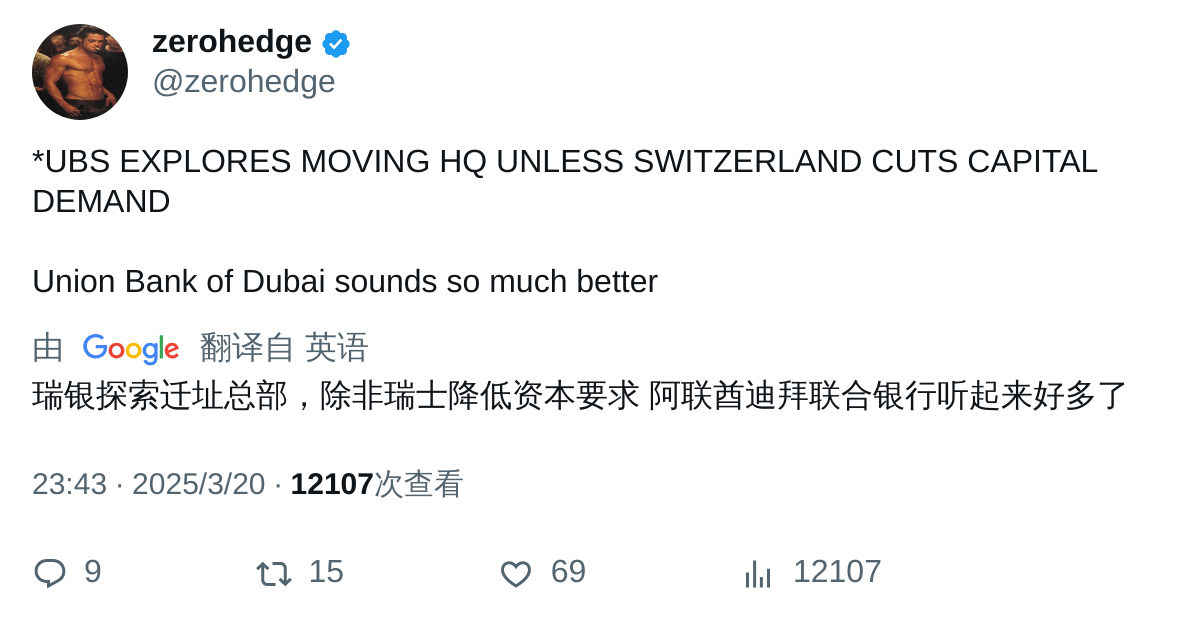 zerohedge
@zerohedge
*UBS EXPLORES MOVING HQ UNLESS SWITZERLAND CUTS CAPITAL
DEMAND
Union Bank of Dubai sounds so much better
由 Google 翻译自 英语
瑞银探索迁址总部，除非瑞士降低资本要求 阿联酋迪拜联合银行听起来好多了
23:43 · 2025/3/20 · 12107次查看
9 15 69 12107